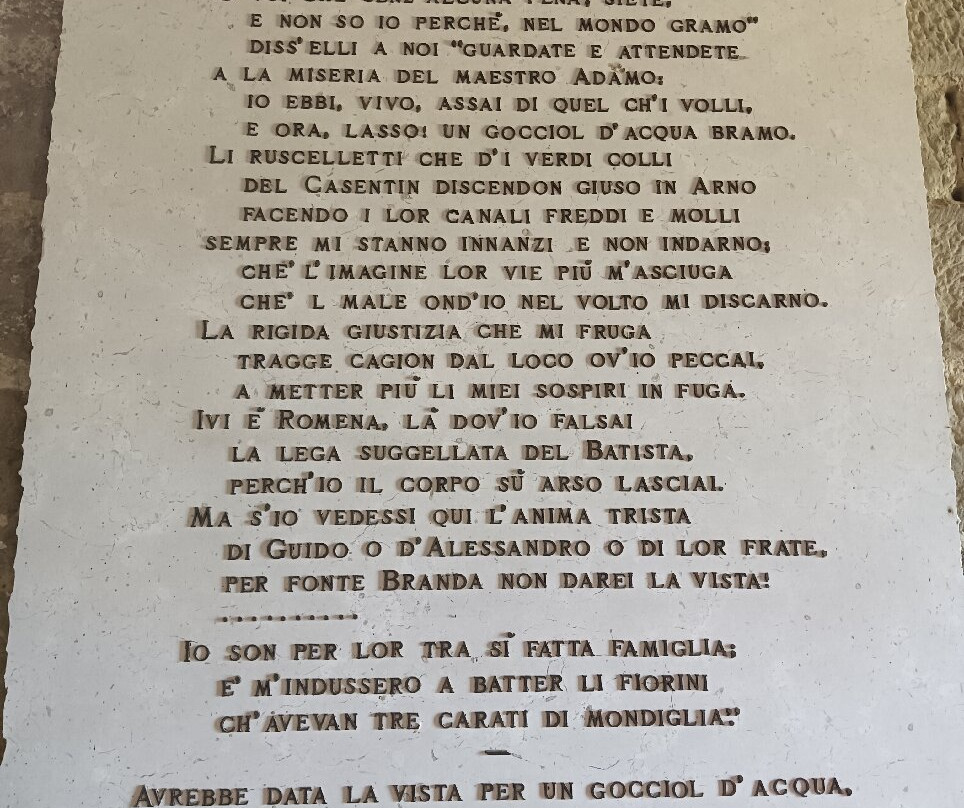 E NON SO IO PERCHÈ, NEL MONDO GRAMO"
DISS'ELLI A NOI "GUARDATE E ATTENDETE
A LA MISERIA DEL MAESTRO ADAMO:
IO EBBI, VIVO, ASSAI DI QUEL CH'I VOLLI,
E ORA, LASSO! UN GOCCIOL D'ACQUA BRAMO.
LI RUSCELLETTI CHE D'I VERDI COLLI
DEL CASENTIN DISCENDON GIUSO IN ARNO
FACENDO I LOR CANALI FREDDI E MOLLI
SEMPRE MI STANNO INNANZI E NON INDARNO;
CHE' L'IMAGINE LOR VIE PIÙ M'ASCIUGA
CHE' L MALE OND'IO NEL VOLTO MI DISCARNO.
LA RIGIDA GIUSTIZIA CHE MI FRUGA
TRAGGE CAGION DAL LOCO OV'IO PECCAI,
A METTER PIÙ LI MIEI SOSPIRI IN FUGA.
IVI È ROMENA, LÀ DOV'IO FALSAI
LA LEGA SUGGELLATA DEL BATISTA,
PERCH'IO IL CORPO SÙ ARSO LASCIAI.
MA S'IO VEDESSI QUI L'ANIMA TRISTA
DI GUIDO O D'ALESSANDRO O DI LOR FRATE,
PER FONTE BRANDA NON DAREI LA VISTA!
...........
IO SON PER LOR TRA SÌ FATTA FAMIGLIA;
E' M'INDUSSERO A BATTER LI FIORINI
CH'AVEVAN TRE CARATI DI MONDIGLIA."
—
AVREBBE DATA LA VISTA PER UN GOCCIOL D'ACQUA,